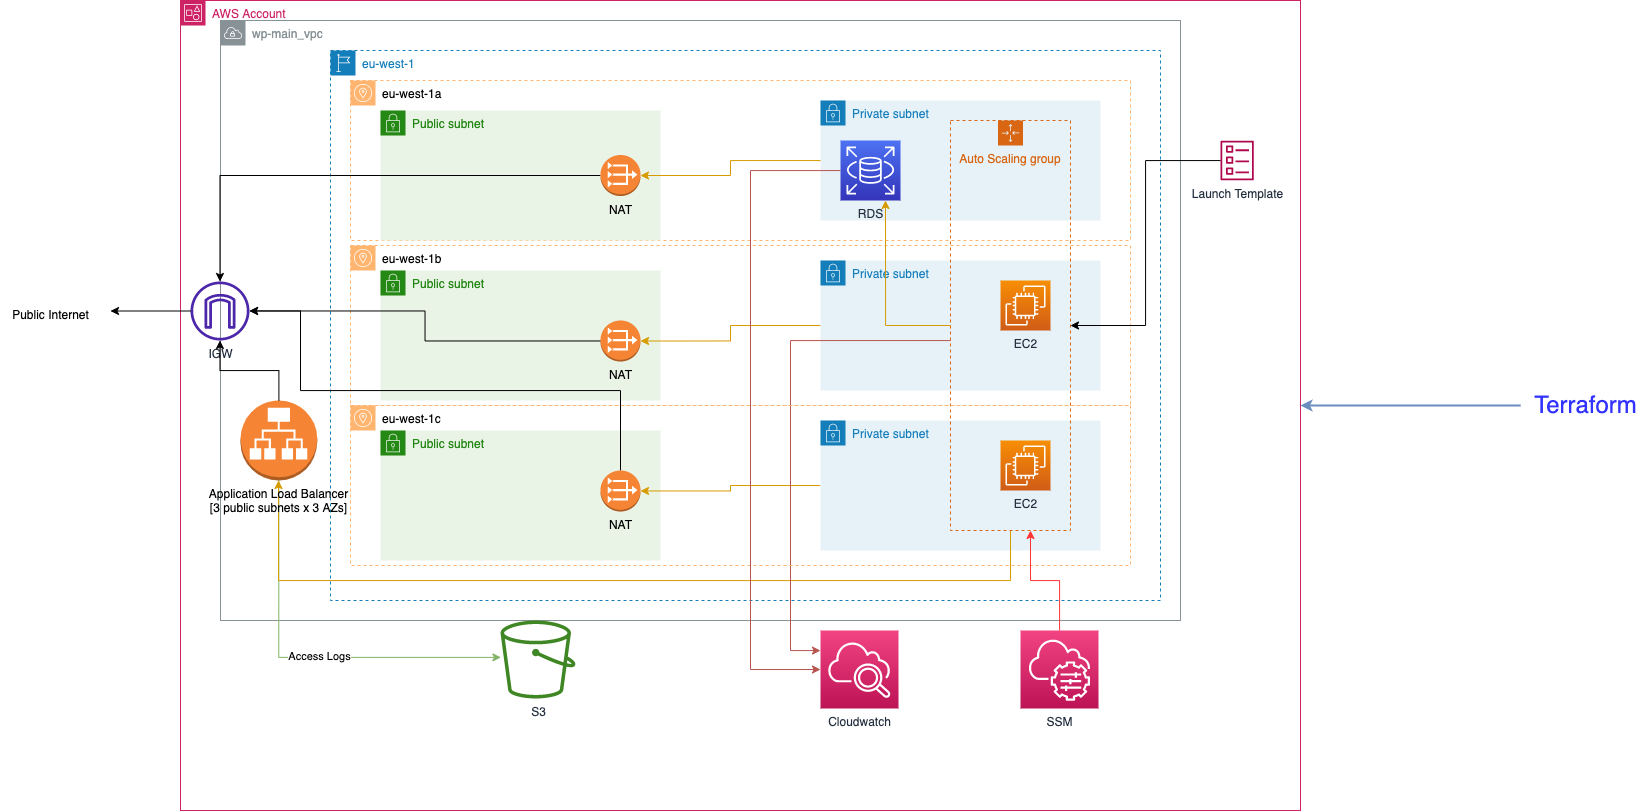 AWS Account
wp-main_vpc
eu-west-1
eu-west-1a
Public subnet
NAT
Private subnet
RDS
Auto Scaling group
Launch Template
eu-west-1b
Public subnet
NAT
Private subnet
EC2
Public Internet
IGW
eu-west-1c
Public subnet
NAT
Private subnet
EC2
Terraform
Application Load Balancer
[3 public subnets x 3 AZs]
Access Logs
S3
Cloudwatch
SSM